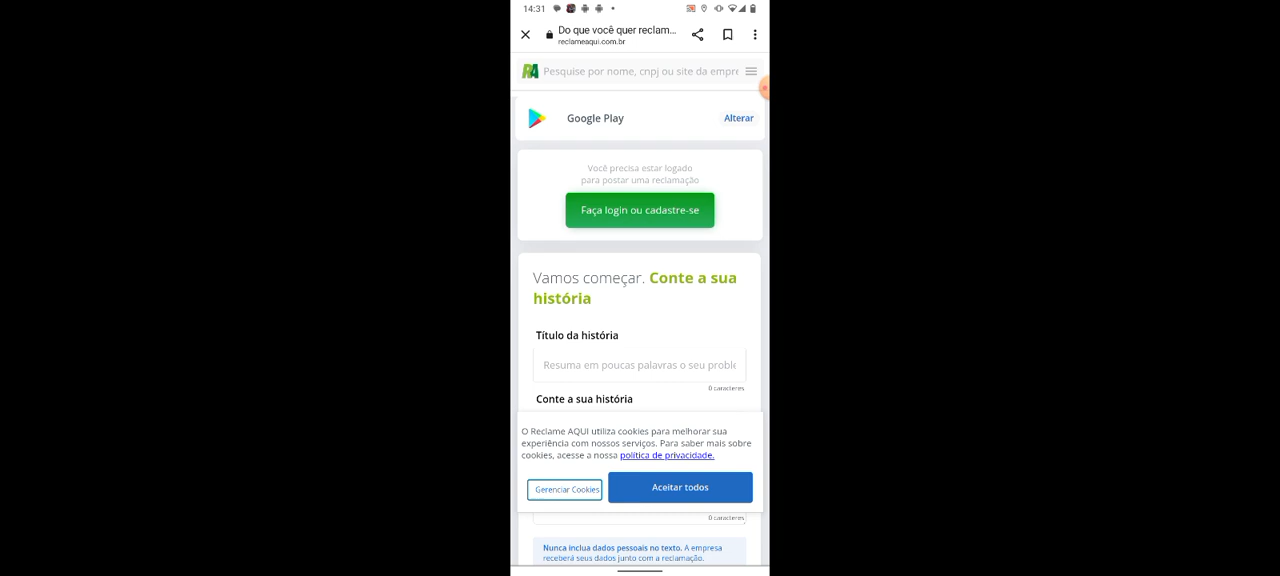 14:31
Do que você quer reclam...
reclameaqui.com.br
RA Pesquise por nome, cnpj ou site da empre
Google Play Alterar
Você precisa estar logado
para postar uma reclamação
Faça login ou cadastre-se
Vamos começar. Conte a sua
história
Título da história
Resuma em poucas palavras o seu proble
0 caracteres
Conte a sua história
O Reclame AQUI utiliza cookies para melhorar sua
experiência com nossos serviços. Para saber mais sobre
cookies, acesse a nossa política de privacidade.
Gerenciar Cookies Aceitar todos
0 caracteres
Nunca inclua dados pessoais no texto. A empresa
receberá seus dados junto com a reclamação.